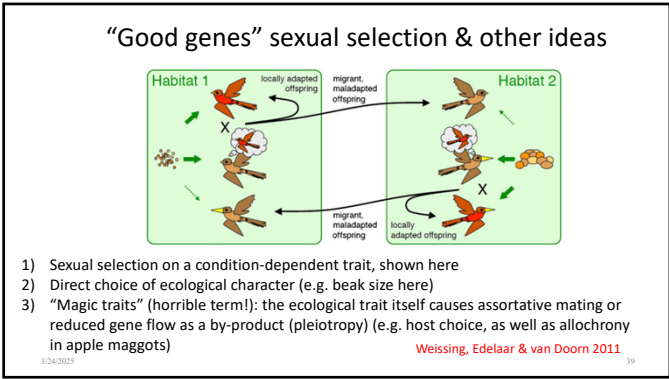 “Good genes” sexual selection & other ideas
Habitat 1
locally adapted
offspring
migrant,
maladapted
offspring
Habitat 2
X
X
migrant,
maladapted
offspring
locally
adapted offspring
1) Sexual selection on a condition-dependent trait, shown here
2) Direct choice of ecological character (e.g. beak size here)
3) “Magic traits” (horrible term!): the ecological trait itself causes assortative mating or
reduced gene flow as a by-product (pleiotropy) (e.g. host choice, as well as allochrony
in apple maggots)
Weissing, Edelaar & van Doorn 2011
3/24/2025
39